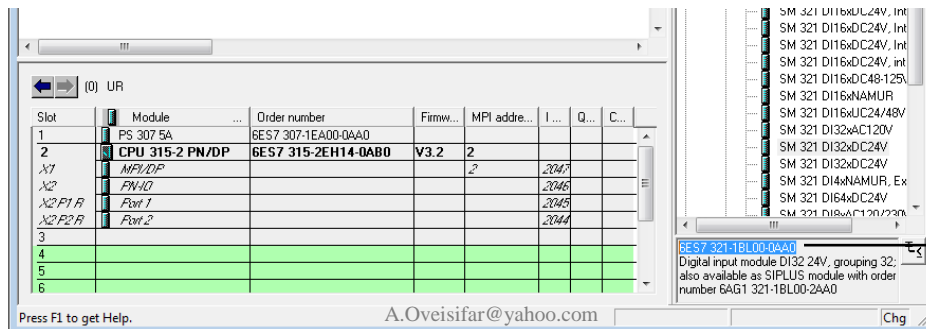 (0) UR
Slot Module ... Order number Firmw... MPI addre... I ... Q... C...
1 PS 307 5A 6ES7 307-1EA00-0AA0
2 CPU 315-2 PN/DP 6ES7 315-2EH14-0AB0 V3.2 2
X1 MPI/DP 2 2047
X2 PN-IO 2046
X2 P1 R Port 1 2045
X2 P2 R Port 2 2044
3
4
5
6
Press F1 to get Help.
A.Oveisifar@yahoo.com
SM 321 DI16xDC24V, Int
SM 321 DI16xDC24V, Int
SM 321 DI16xDC24V, Int
SM 321 DI16xDC24V, int
SM 321 DI16xDC48-125V
SM 321 DI16xNAMUR
SM 321 DI16xUC24/48V
SM 321 DI32xAC120V
SM 321 DI32xDC24V
SM 321 DI32xDC24V
SM 321 DI4xNAMUR, Ex
SM 321 DI64xDC24V
SM 321 DI8xAC120/230V
6ES7 321-1BL00-0AA0
Digital input module DI32 24V, grouping 32;
also available as SIPLUS module with order
number 6AG1 321-1BL00-2AA0
Chg